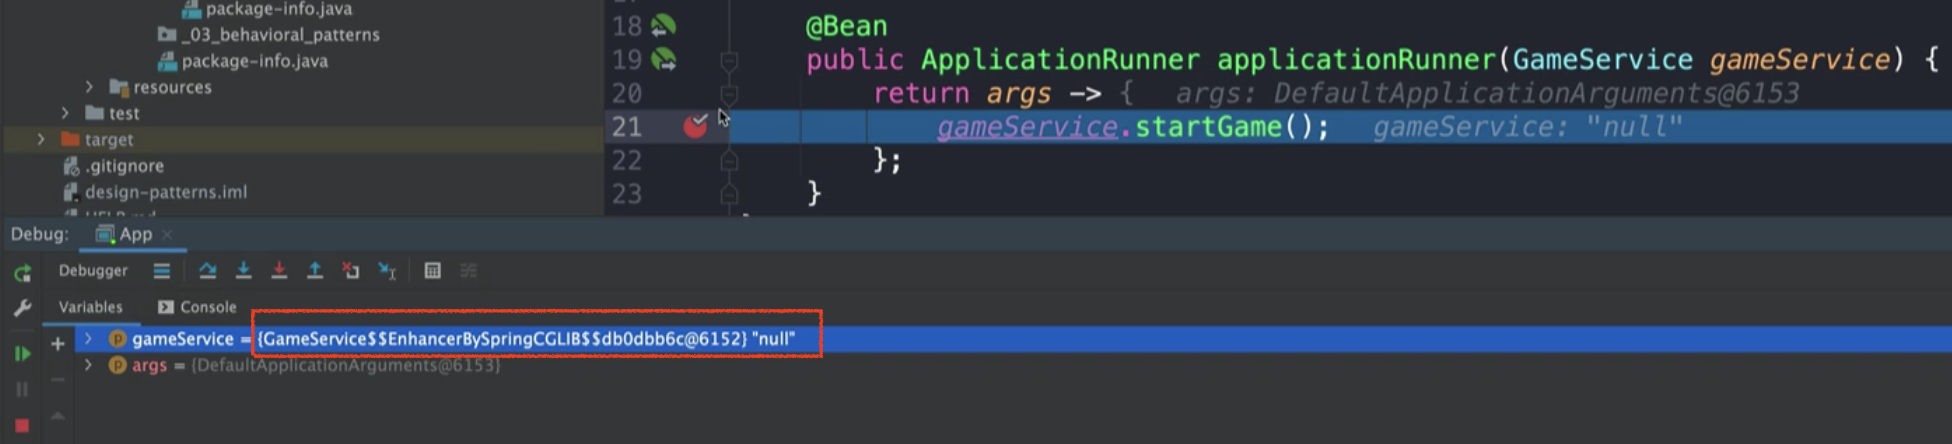 package-info.java
_03_behavioral_patterns
package-info.java
resources
test
target
.gitignore
design-patterns.iml
18 @Bean
19 public ApplicationRunner applicationRunner(GameService gameService) {
20 return args -> { args: DefaultApplicationArguments@6153
21 gameService.startGame(); gameService: "null"
22 };
23 }
Debug: App ×
Debugger
Variables Console
gameService = {GameService$$EnhancerBySpringCGLIB$$db0dbb6c@6152} "null"
args = {DefaultApplicationArguments@6153}